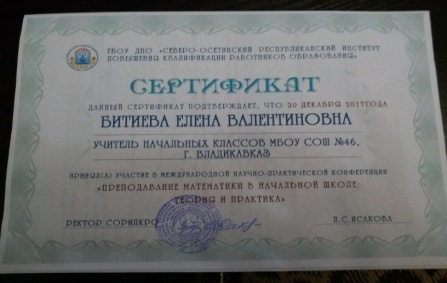 ГБОУ ДПО «СЕВЕРО-ОСЕТИНСКИЙ РЕСПУБЛИКАНСКИЙ ИНСТИТУТ
ПОВЫШЕНИЯ КВАЛИФИКАЦИИ РАБОТНИКОВ ОБРАЗОВАНИЯ»
СЕРТИФИКАТ
ДАННЫЙ СЕРТИФИКАТ ПОДТВЕРЖДАЕТ, ЧТО 20 ДЕКАБРЯ 2017ГОДА
БИТИЕВА ЕЛЕНА ВАЛЕНТИНОВНА
УЧИТЕЛЬ НАЧАЛЬНЫХ КЛАССОВ МБОУ СОШ №46,
Г. ВЛАДИКАВКАЗ
ПРИНЯЛ(А) УЧАСТИЕ В МЕЖДУНАРОДНОЙ НАУЧНО-ПРАКТИЧЕСКОЙ КОНФЕРЕНЦИИ
«ПРЕПОДАВАНИЕ МАТЕМАТИКИ В НАЧАЛЬНОЙ ШКОЛЕ:
ТЕОРИЯ И ПРАКТИКА»
РЕКТОР СОРИПКРО Л.С.ИСАКОВА